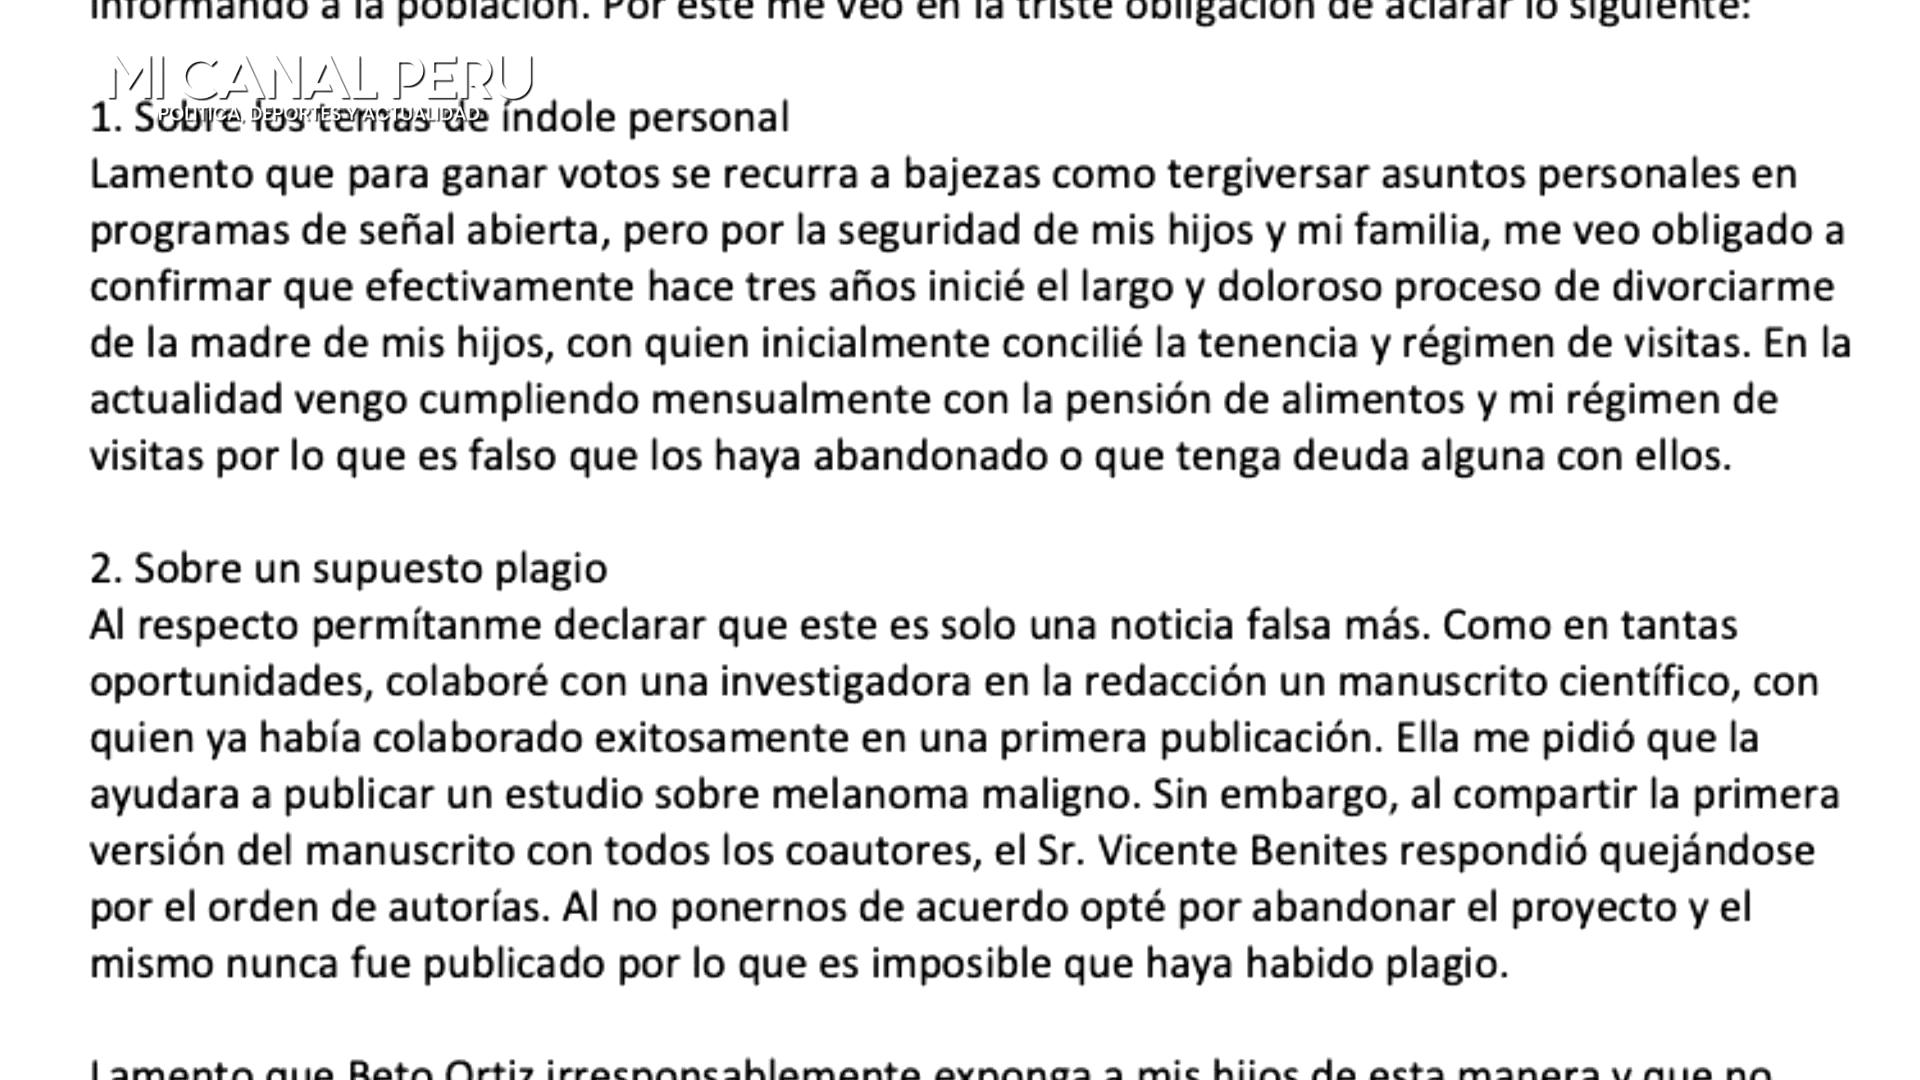 informando a la población. Por este me veo en la triste obligación de aclarar lo siguiente:
MI CANAL PERU
POLITICA, DEPORTES Y ACTUALIDAD
1. Sobre los temas de índole personal
Lamento que para ganar votos se recurra a bajezas como tergiversar asuntos personales en
programas de señal abierta, pero por la seguridad de mis hijos y mi familia, me veo obligado a
confirmar que efectivamente hace tres años inicié el largo y doloroso proceso de divorciarme
de la madre de mis hijos, con quien inicialmente concilié la tenencia y régimen de visitas. En la
actualidad vengo cumpliendo mensualmente con la pensión de alimentos y mi régimen de
visitas por lo que es falso que los haya abandonado o que tenga deuda alguna con ellos.
2. Sobre un supuesto plagio
Al respecto permítanme declarar que este es solo una noticia falsa más. Como en tantas
oportunidades, colaboré con una investigadora en la redacción un manuscrito científico, con
quien ya había colaborado exitosamente en una primera publicación. Ella me pidió que la
ayudara a publicar un estudio sobre melanoma maligno. Sin embargo, al compartir la primera
versión del manuscrito con todos los coautores, el Sr. Vicente Benites respondió quejándose
por el orden de autorías. Al no ponernos de acuerdo opté por abandonar el proyecto y el
mismo nunca fue publicado por lo que es imposible que haya habido plagio.
Lamento que Beto Ortiz irresponsablemente exponga a mis hijos de esta manera y que no